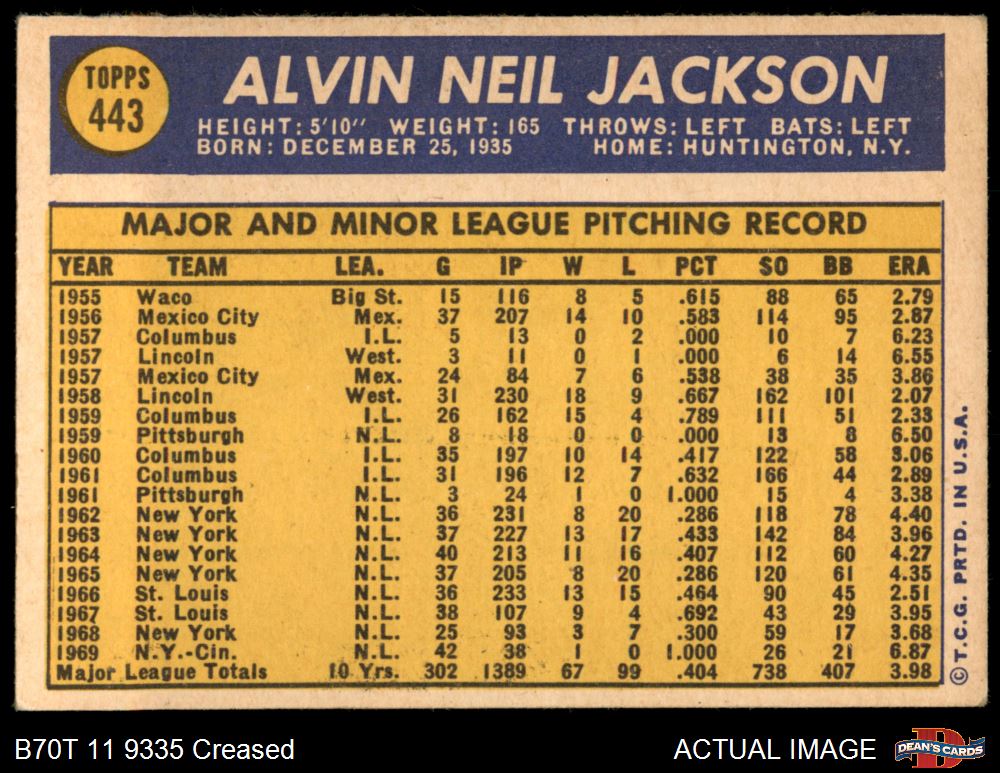 TOPPS
443
ALVIN NEIL JACKSON
HEIGHT: 5'10" WEIGHT: 165 THROWS: LEFT BATS: LEFT
BORN: DECEMBER 25, 1935 HOME: HUNTINGTON, N.Y.
MAJOR AND MINOR LEAGUE PITCHING RECORD
YEAR TEAM LEA. G IP W L PCT SO BB ERA
1955 Waco Big St. 15 116 8 5 .615 88 65 2.79
1956 Mexico City Mex. 37 207 14 10 .583 114 95 2.87
1957 Columbus I.L. 5 13 0 2 .000 10 7 6.23
1957 Lincoln West. 3 11 0 1 .000 6 14 6.55
1957 Mexico City Mex. 24 84 7 6 .538 38 35 3.86
1958 Lincoln West. 31 230 18 9 .667 162 101 2.07
1959 Columbus I.L. 26 162 15 4 .789 111 51 2.33
1959 Pittsburgh N.L. 8 18 0 0 .000 13 8 6.50
1960 Columbus I.L. 35 197 10 14 .417 122 58 3.06
1961 Columbus I.L. 31 196 12 7 .632 166 44 2.89
1961 Pittsburgh N.L. 3 24 1 0 1.000 15 4 3.38
1962 New York N.L. 36 231 8 20 .286 118 78 4.40
1963 New York N.L. 37 227 13 17 .433 142 84 3.96
1964 New York N.L. 40 213 11 16 .407 112 60 4.27
1965 New York N.L. 37 205 8 20 .286 120 61 4.35
1966 St. Louis N.L. 36 233 13 15 .464 90 45 2.51
1967 St. Louis N.L. 38 107 9 4 .692 43 29 3.95
1968 New York N.L. 25 93 3 7 .300 59 17 3.68
1969 N.Y.-Cin. N.L. 42 38 1 0 1.000 26 21 6.87
Major League Totals 10 Yrs. 302 1389 67 99 .404 738 407 3.98
© T.C.G. PRTD. IN U.S.A.
B70T 11 9335 Creased ACTUAL IMAGE
DEAN'S CARDS